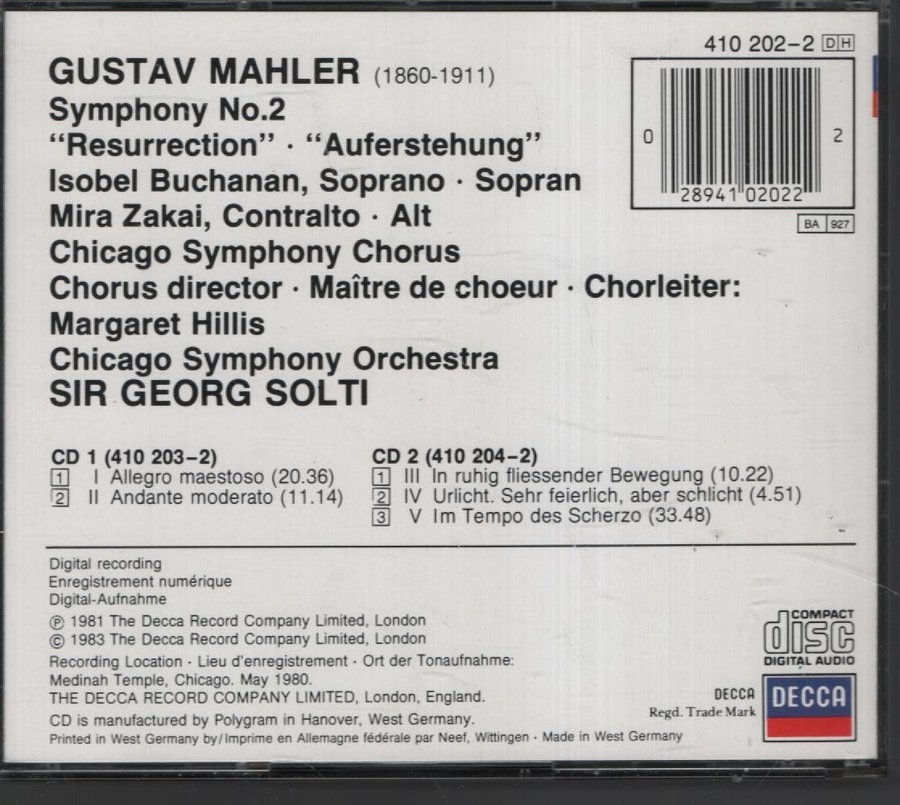 410 202-2 DH
GUSTAV MAHLER (1860-1911)
Symphony No.2
“Resurrection” · “Auferstehung”
Isobel Buchanan, Soprano · Sopran
Mira Zakai, Contralto · Alt
Chicago Symphony Chorus
Chorus director · Maître de choeur · Chorleiter:
Margaret Hillis
Chicago Symphony Orchestra
SIR GEORG SOLTI
0 28941 02022 2
BA 927
CD 1 (410 203-2)
1 I Allegro maestoso (20.36)
2 II Andante moderato (11.14)
CD 2 (410 204-2)
1 III In ruhig fliessender Bewegung (10.22)
2 IV Urlicht. Sehr feierlich, aber schlicht (4.51)
3 V Im Tempo des Scherzo (33.48)
Digital recording
Enregistrement numérique
Digital-Aufnahme
℗ 1981 The Decca Record Company Limited, London
© 1983 The Decca Record Company Limited, London
Recording Location · Lieu d’enregistrement · Ort der Tonaufnahme:
Medinah Temple, Chicago. May 1980.
THE DECCA RECORD COMPANY LIMITED, London, England.
CD is manufactured by Polygram in Hanover, West Germany.
Printed in West Germany by/Imprime en Allemagne fédérale par Neef, Wittingen · Made in West Germany
COMPACT
disc
DIGITAL AUDIO
DECCA
Regd. Trade Mark
DECCA